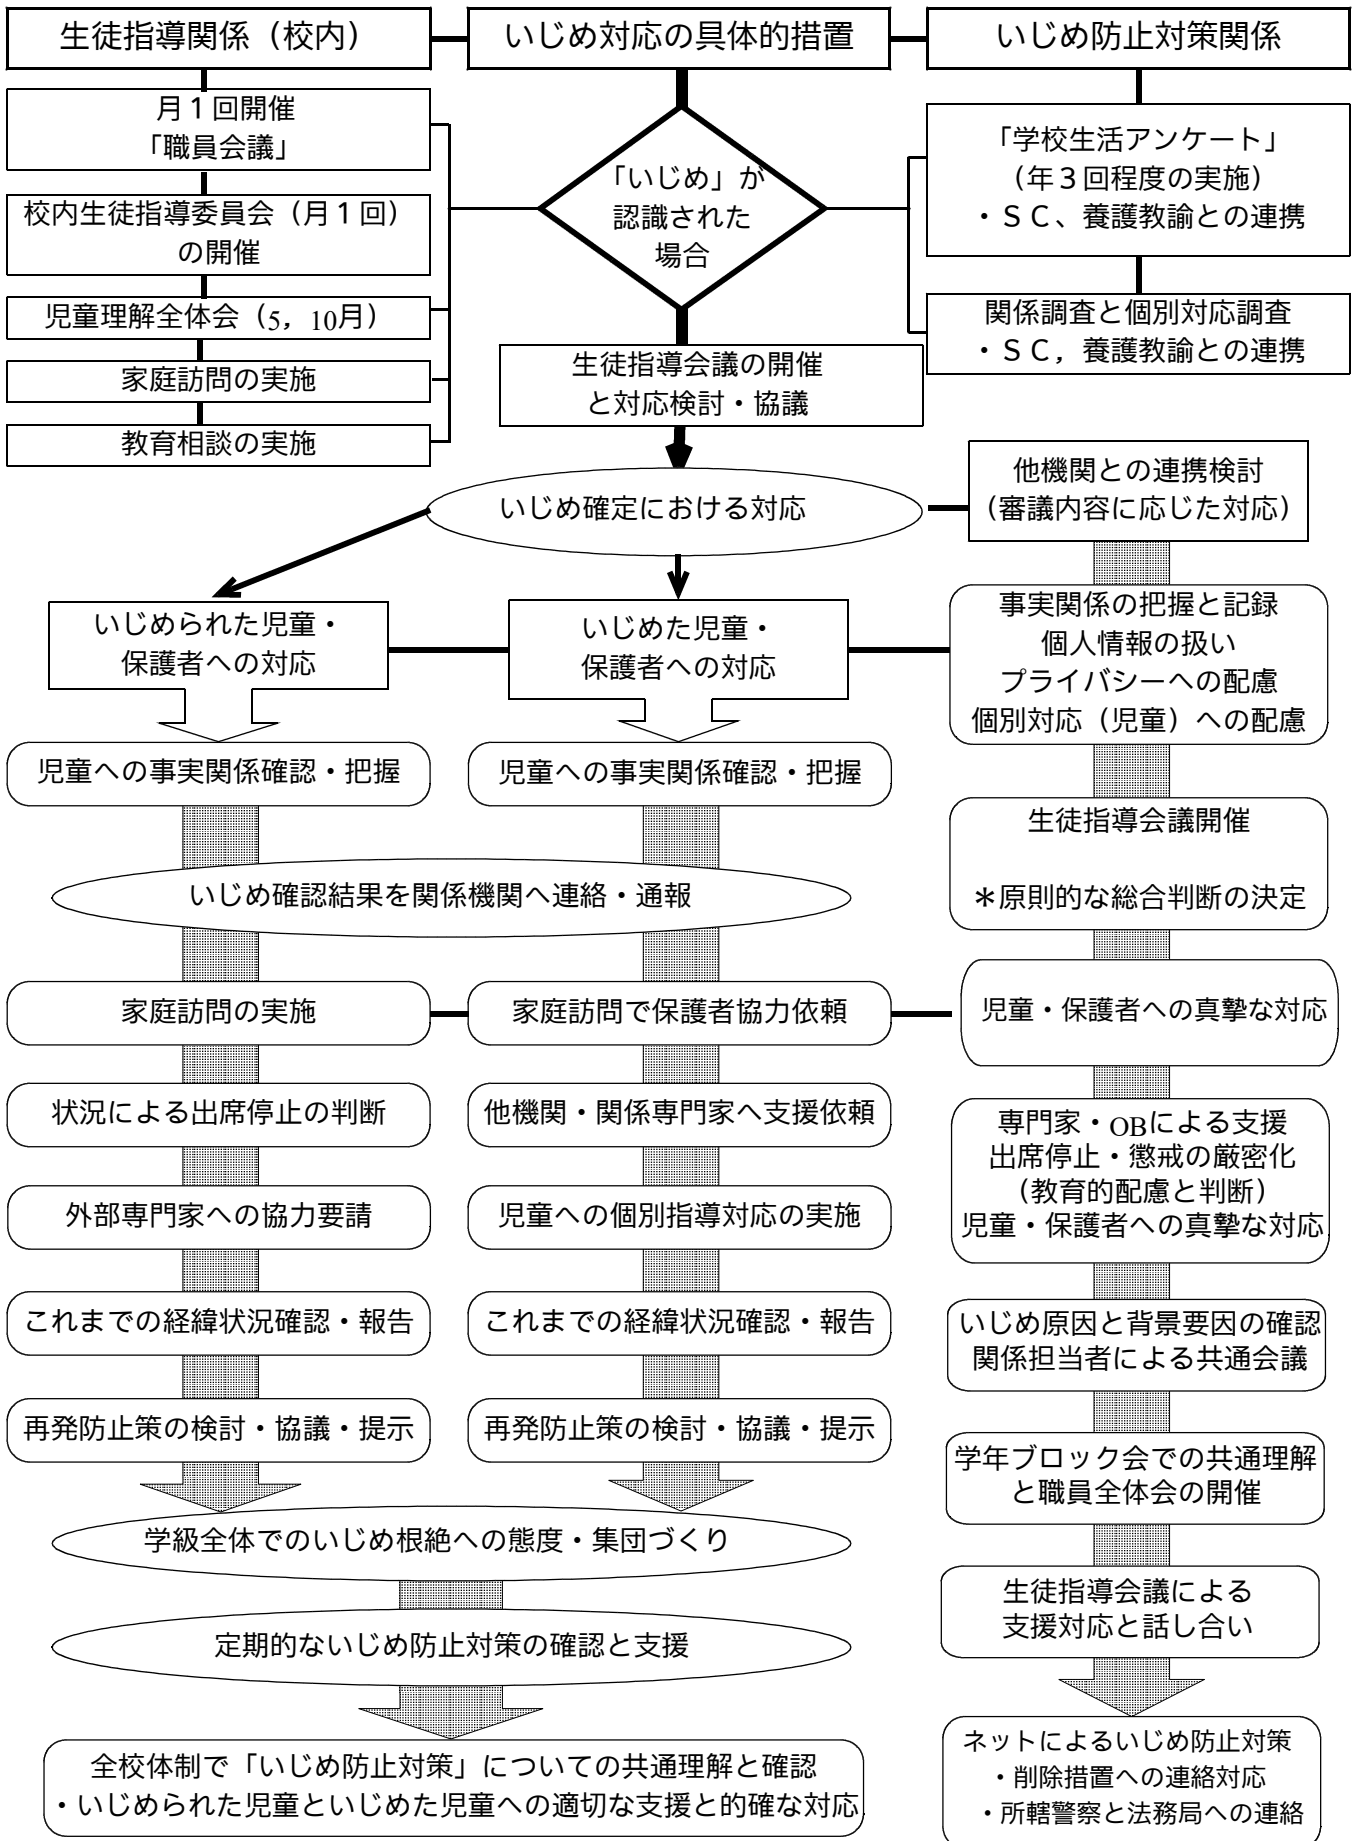 生徒指導関係（校内）
いじめ対応の具体的措置
いじめ防止対策関係
月１回開催
「職員会議」
校内生徒指導委員会（月１回）
の開催
児童理解全体会（5，10月）
家庭訪問の実施
教育相談の実施
「いじめ」が
認識された
場合
「学校生活アンケート」
（年３回程度の実施）
・ＳＣ、養護教諭との連携
関係調査と個別対応調査
・ＳＣ，養護教諭との連携
生徒指導会議の開催
と対応検討・協議
いじめ確定における対応
他機関との連携検討
（審議内容に応じた対応）
いじめられた児童・
保護者への対応
いじめた児童・
保護者への対応
事実関係の把握と記録
個人情報の扱い
プライバシーへの配慮
個別対応（児童）への配慮
児童への事実関係確認・把握
児童への事実関係確認・把握
生徒指導会議開催
＊原則的な総合判断の決定
いじめ確認結果を関係機関へ連絡・通報
家庭訪問の実施
家庭訪問で保護者協力依頼
児童・保護者への真摯な対応
状況による出席停止の判断
他機関・関係専門家へ支援依頼
専門家・OBによる支援
出席停止・懲戒の厳密化
（教育的配慮と判断）
児童・保護者への真摯な対応
外部専門家への協力要請
児童への個別指導対応の実施
これまでの経緯状況確認・報告
これまでの経緯状況確認・報告
いじめ原因と背景要因の確認
関係担当者による共通会議
再発防止策の検討・協議・提示
再発防止策の検討・協議・提示
学年ブロック会での共通理解
と職員全体会の開催
学級全体でのいじめ根絶への態度・集団づくり
生徒指導会議による
支援対応と話し合い
定期的ないじめ防止対策の確認と支援
全校体制で「いじめ防止対策」についての共通理解と確認
・いじめられた児童といじめた児童への適切な支援と的確な対応
ネットによるいじめ防止対策
・削除措置への連絡対応
・所轄警察と法務局への連絡